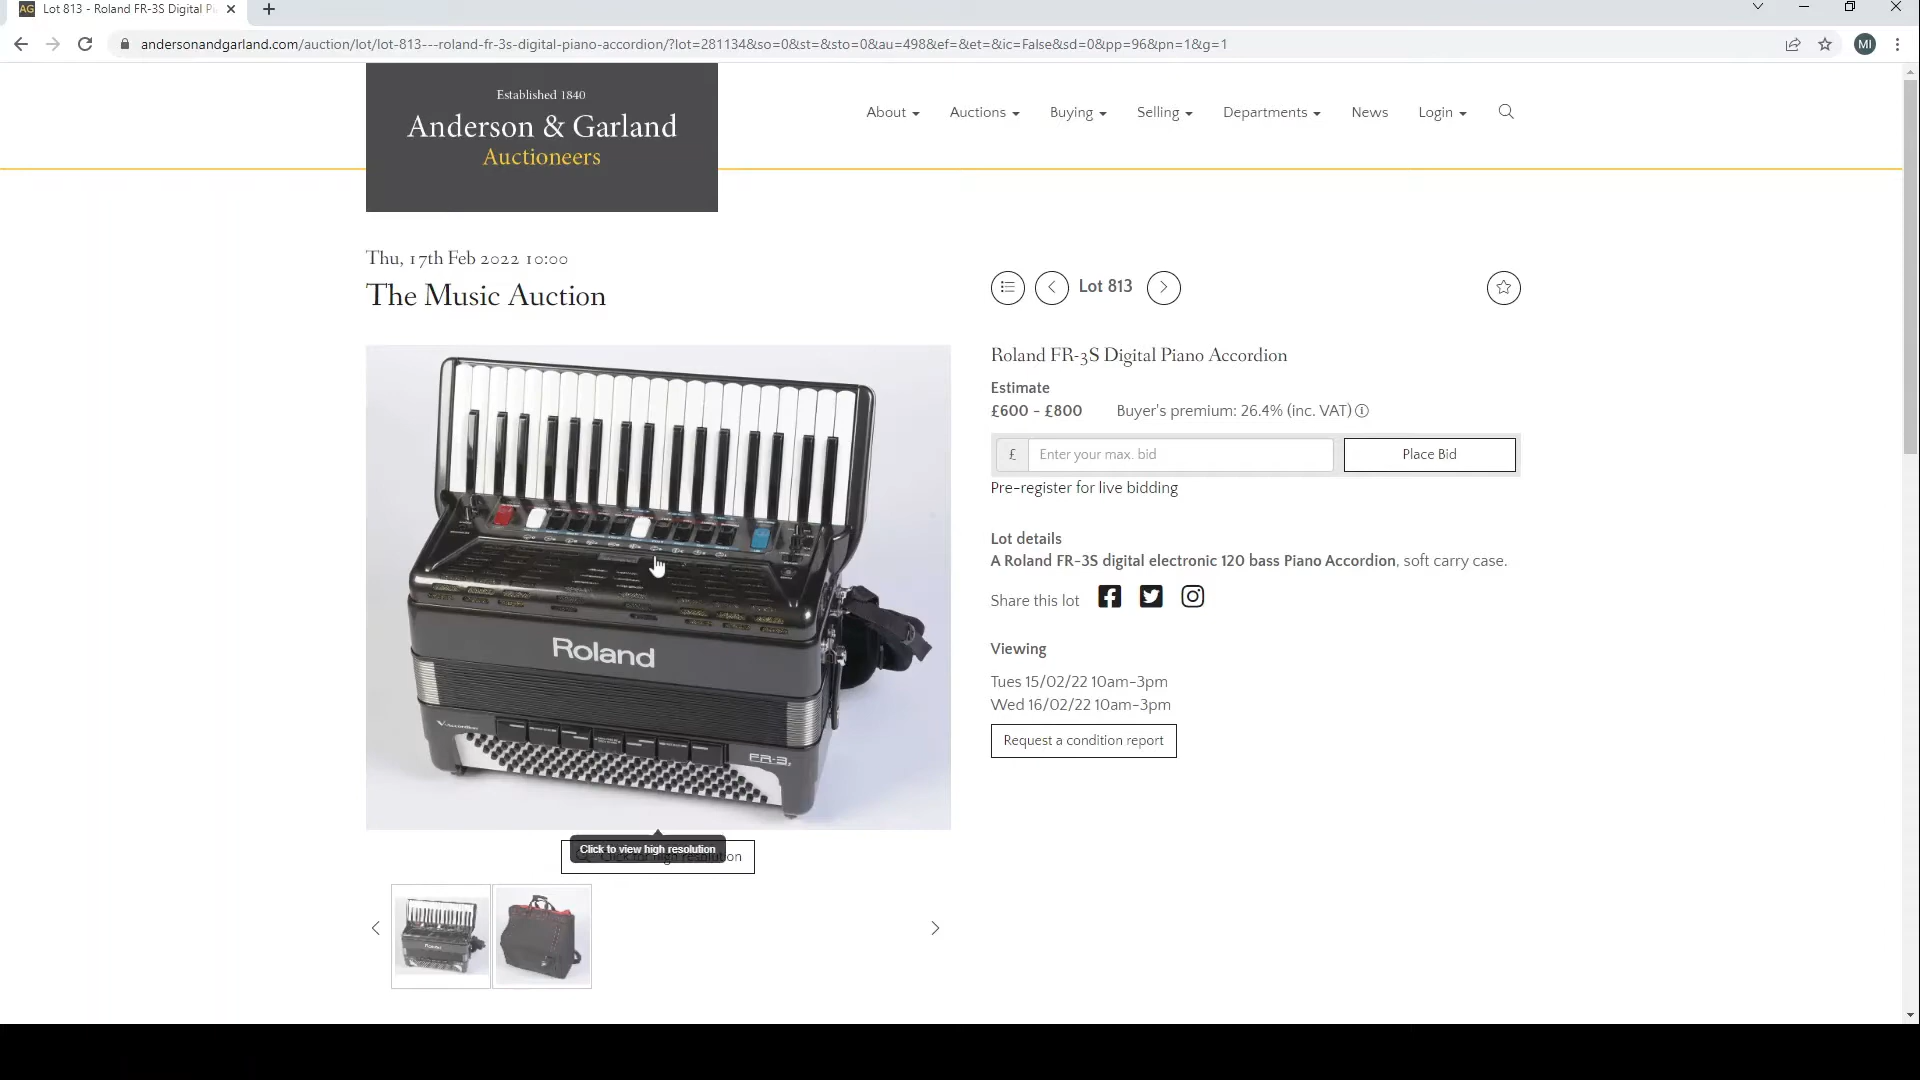 Lot 813 - Roland FR-3S Digital Pi
andersonandgarland.com/auction/lot/lot-813---roland-fr-3s-digital-piano-accordion/?lot=281134&so=0&st=&sto=0&au=498&ef=&et=&ic=False&sd=0&pp=96&pn=1&g=1
MI
Established 1840
Anderson & Garland
Auctioneers
About
Auctions
Buying
Selling
Departments
News
Login
Thu, 17th Feb 2022 10:00
The Music Auction
Lot 813
Roland FR-3S Digital Piano Accordion
Estimate
£600 - £800
Buyer's premium: 26.4% (inc. VAT)
£ Enter your max. bid
Place Bid
Pre-register for live bidding
Lot details
A Roland FR-3S digital electronic 120 bass Piano Accordion, soft carry case.
Share this lot
Viewing
Tues 15/02/22 10am-3pm
Wed 16/02/22 10am-3pm
Request a condition report
Roland
FR-3s
Click to view high resolution